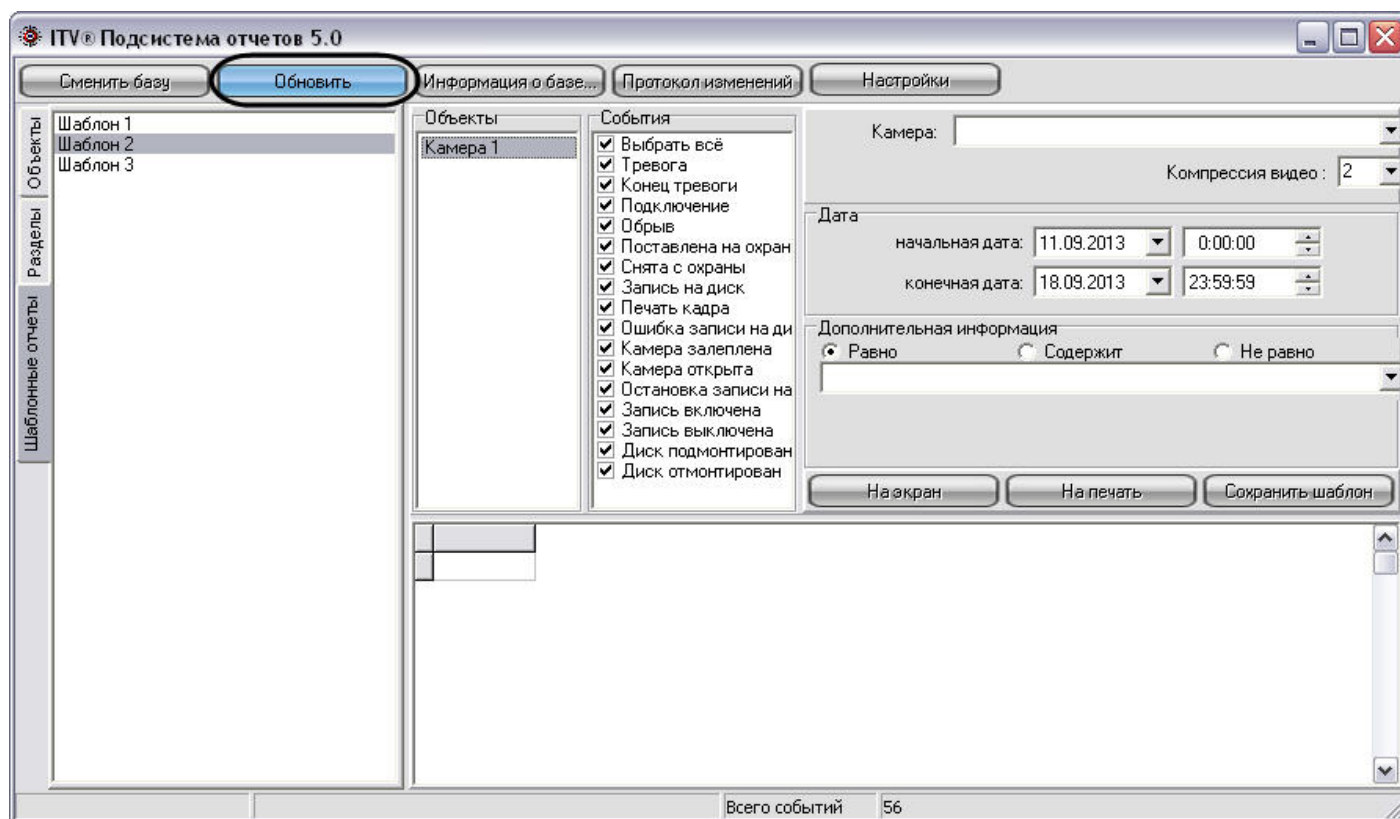 ITV® Подсистема отчетов 5.0
Сменить базу
Обновить
Информация о базе...
Протокол изменений
Настройки
Объекты
Разделы
Шаблонные отчеты
Шаблон 1
Шаблон 2
Шаблон 3
Объекты
Камера 1
События
Выбрать всё
Тревога
Конец тревоги
Подключение
Обрыв
Поставлена на охран
Снята с охраны
Запись на диск
Печать кадра
Ошибка записи на ди
Камера залеплена
Камера открыта
Остановка записи на
Запись включена
Запись выключена
Диск подмонтирован
Диск отмонтирован
Камера:
Компрессия видео : 2
Дата
начальная дата: 11.09.2013 0:00:00
конечная дата: 18.09.2013 23:59:59
Дополнительная информация
Равно Содержит Не равно
На экран
На печать
Сохранить шаблон
Всего событий 56